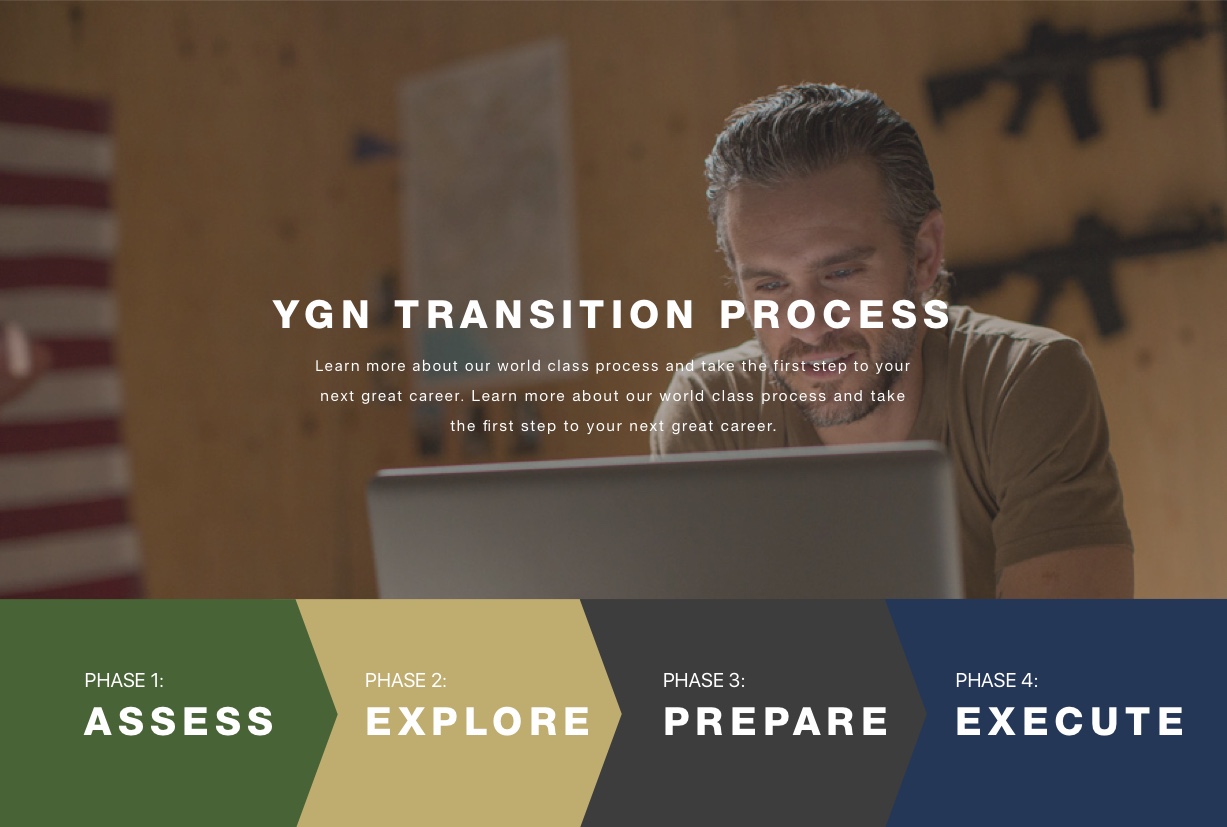 YGN TRANSITION PROCESS
Learn more about our world class process and take the first step to your
next great career. Learn more about our world class process and take
the first step to your next great career.
PHASE 1:
ASSESS
PHASE 2:
EXPLORE
PHASE 3:
PREPARE
PHASE 4:
EXECUTE